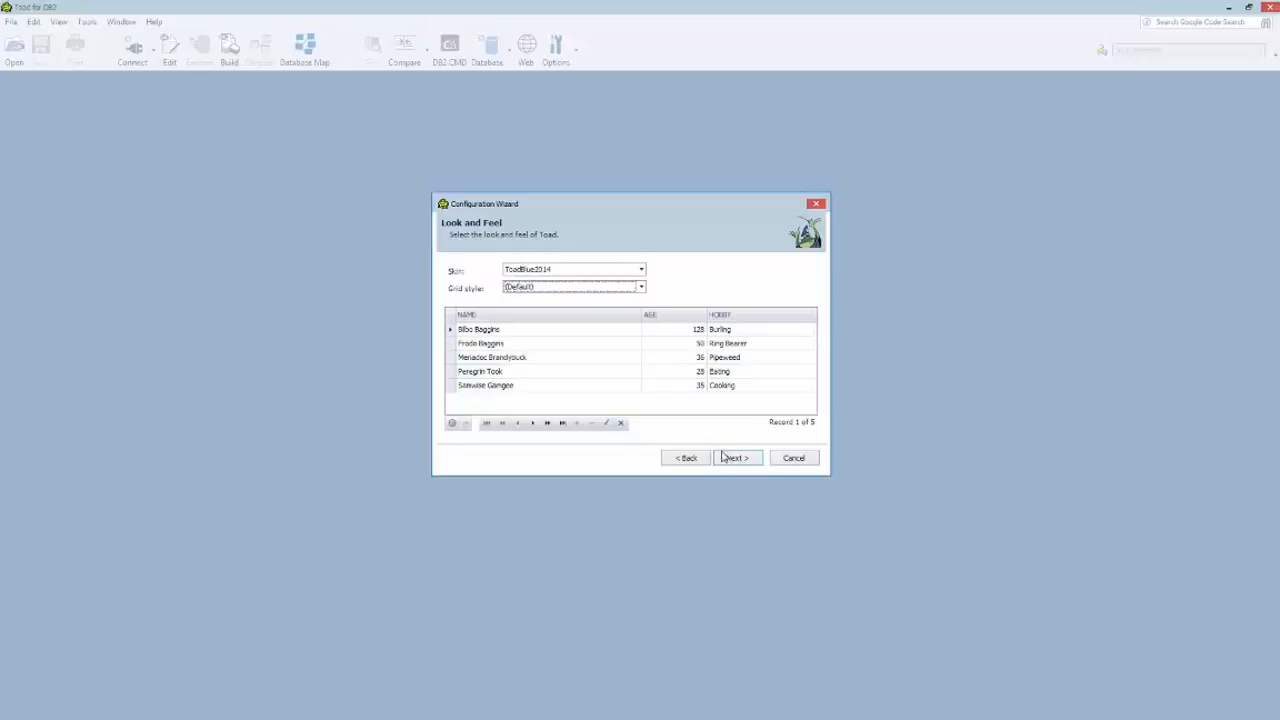 Toad for DB2
File Edit View Tools Window Help
Search Google Code Search
Open Connect Edit Build Database Map Compare DB2 CMD Database Web Options
Configuration Wizard
Look and Feel
Select the look and feel of Toad.
Skin: ToadBlue2014
Grid style: (Default)
NAME AGE HOBBY
Bilbo Baggins 128 Burling
Frodo Baggins 50 Ring Bearer
Meriadoc Brandybuck 36 Pipeweed
Peregrin Took 28 Eating
Samwise Gamgee 35 Cooking
Record 1 of 5
< Back Next > Cancel